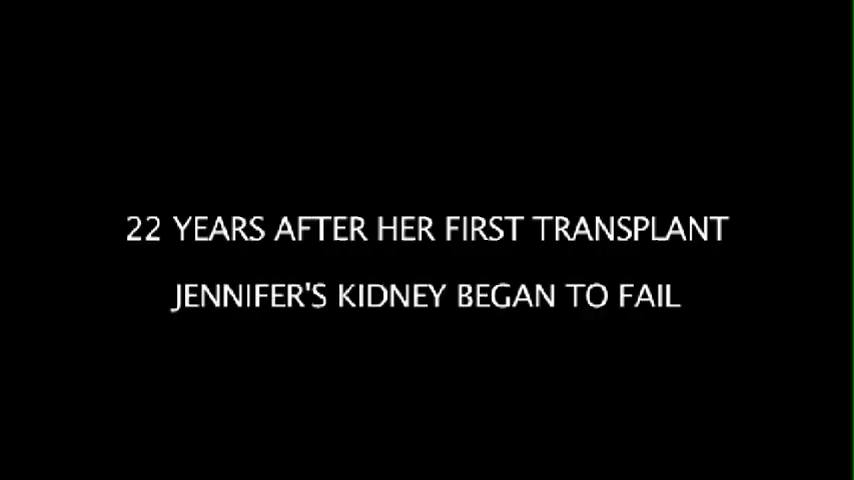 22 YEARS AFTER HER FIRST TRANSPLANT
JENNIFER'S KIDNEY BEGAN TO FAIL